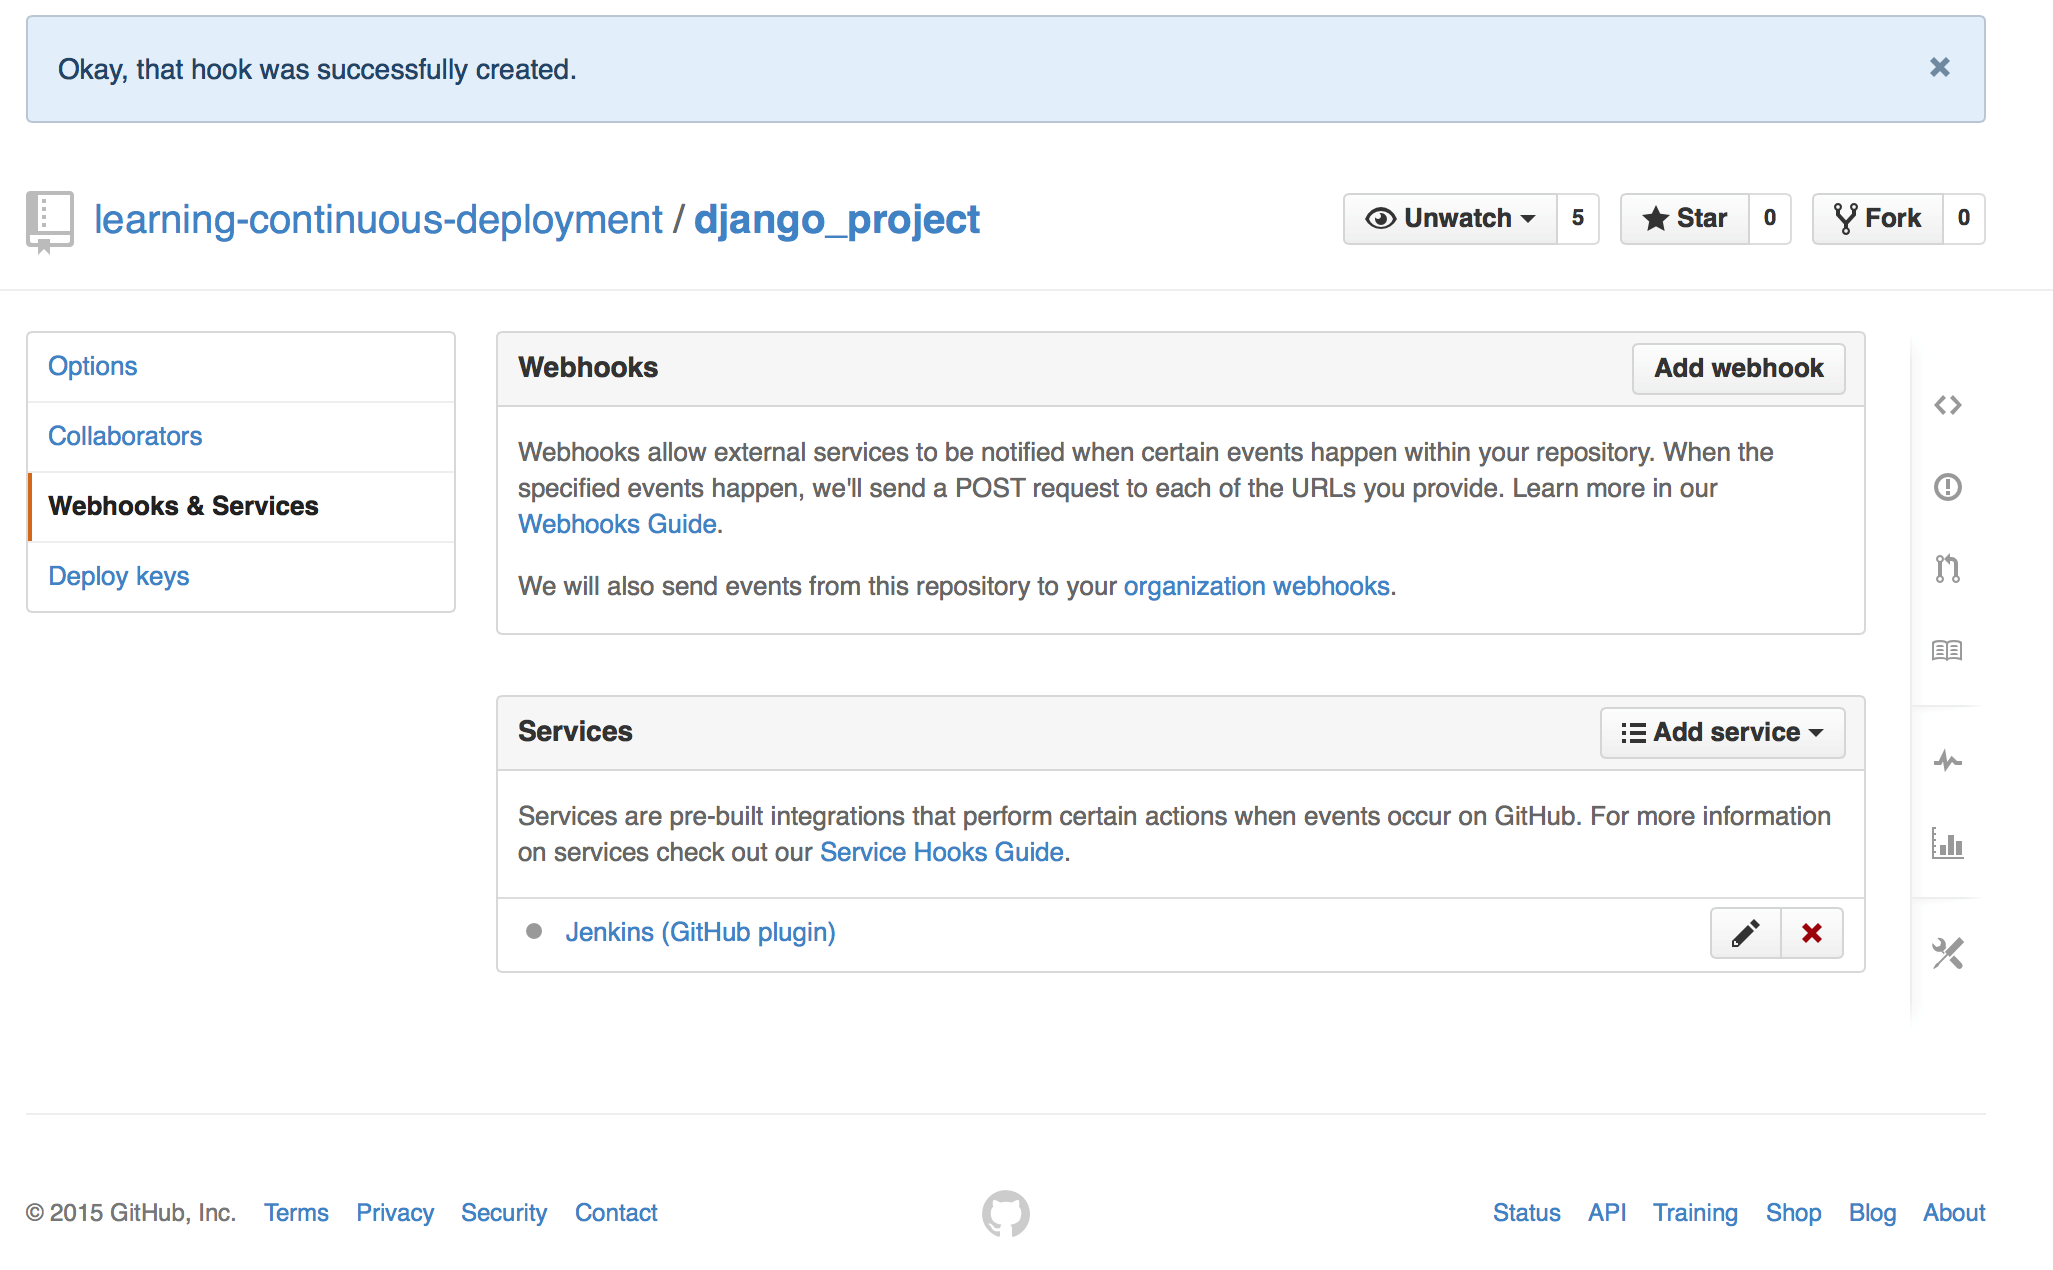 Okay, that hook was successfully created.
learning-continuous-deployment / django_project
Unwatch 5 Star 0 Fork 0
Options
Collaborators
Webhooks & Services
Deploy keys
Webhooks
Add webhook
Webhooks allow external services to be notified when certain events happen within your repository. When the
specified events happen, we'll send a POST request to each of the URLs you provide. Learn more in our
Webhooks Guide.
We will also send events from this repository to your organization webhooks.
Services
Add service
Services are pre-built integrations that perform certain actions when events occur on GitHub. For more information
on services check out our Service Hooks Guide.
Jenkins (GitHub plugin)
© 2015 GitHub, Inc. Terms Privacy Security Contact
Status API Training Shop Blog About